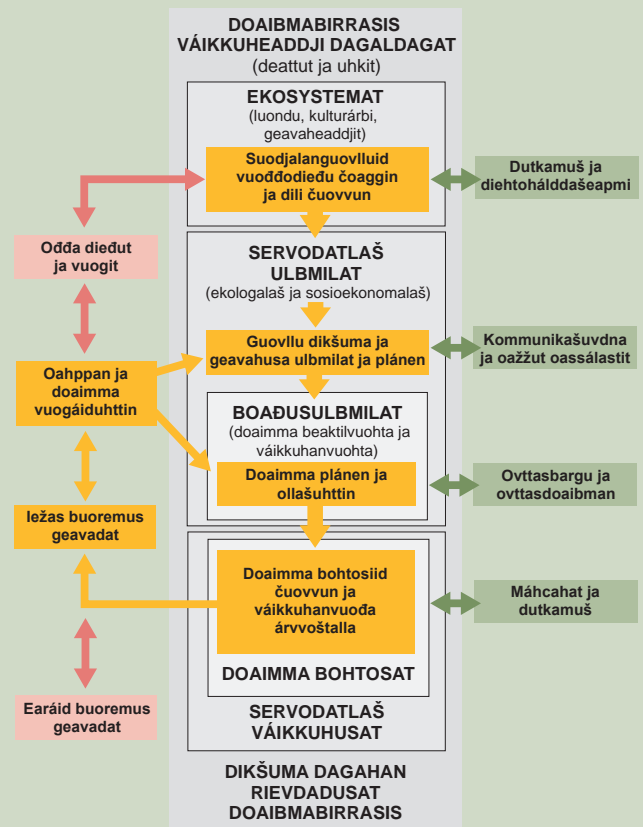 DOAIBMABIRRASIS
VÁIKKUHEADDJI DAGALDAGAT
(deattut ja uhkit)
EKOSYSTEMAT
(luondu, kulturárbi,
geavaheaddjit)
Suodjalanguovlluid
vuođđodieđu čoaggin
ja dili čuovvun
Dutkamuš ja
diehtohálddašeapmi
Ođđa dieđut
ja vuogit
SERVODATLAŠ
ULBMILAT
(ekologalaš ja sosioekonomalaš)
Guovllu dikšuma ja
geavahusa ulbmilat ja plánen
Kommunikašuvdna
ja oažžut oassálastit
Oahppan ja
doaimma
vuogáiduhttin
BOAĐUSULBMILAT
(doaimma beaktilvuohta ja
váikkuhanvuohta)
Doaimma plánen ja
ollašuhttin
Ovttasbargu ja
ovttasdoaibman
Iežas buoremus
geavadat
Doaimma bohtosiid
čuovvun ja
váikkuhanvuođa
árvvoštalla
Máhcahat ja
dutkamuš
DOAIMMA BOHTOSAT
Earáid buoremus
geavadat
SERVODATLAŠ
VÁIKKUHUSAT
DIKŠUMA DAGAHAN
RIEVDADUSAT
DOAIBMABIRRASIS